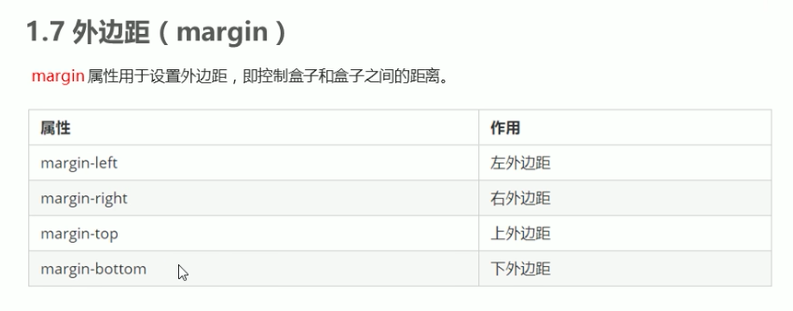 1.7 外边距（margin）
margin 属性用于设置外边距，即控制盒子和盒子之间的距离。
属性 作用
margin-left 左外边距
margin-right 右外边距
margin-top 上外边距
margin-bottom 下外边距